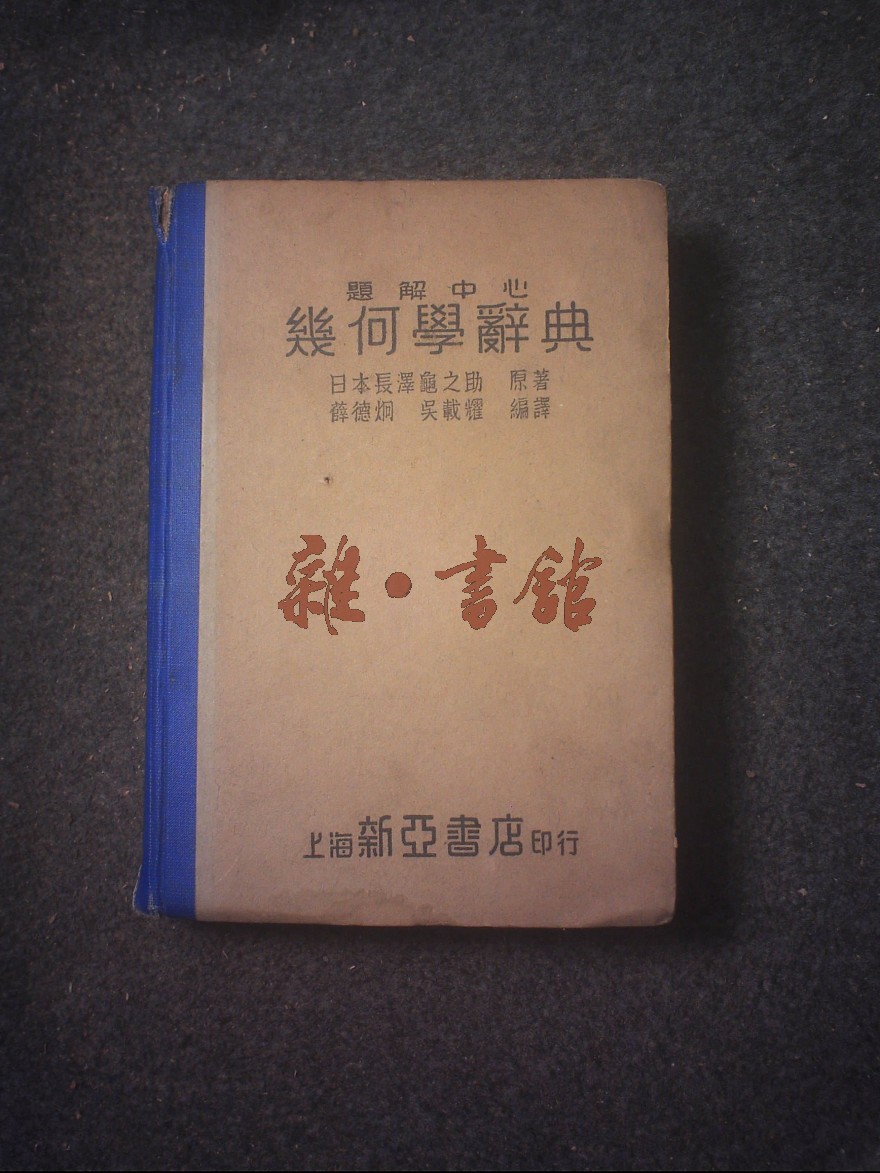 題解中心
幾何學辭典
日本長澤龜之助 原著
薛德炯 吳載耀 編譯
雜·書館
上海新亞書店印行